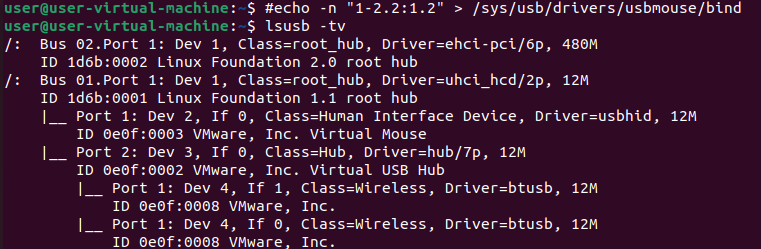 user@user-virtual-machine:~$ #echo -n "1-2.2:1.2" > /sys/usb/drivers/usbmouse/bind
user@user-virtual-machine:~$ lsusb -tv
/:  Bus 02.Port 1: Dev 1, Class=root_hub, Driver=ehci-pci/6p, 480M
    ID 1d6b:0002 Linux Foundation 2.0 root hub
/:  Bus 01.Port 1: Dev 1, Class=root_hub, Driver=uhci_hcd/2p, 12M
    ID 1d6b:0001 Linux Foundation 1.1 root hub
    |__ Port 1: Dev 2, If 0, Class=Human Interface Device, Driver=usbhid, 12M
        ID 0e0f:0003 VMware, Inc. Virtual Mouse
    |__ Port 2: Dev 3, If 0, Class=Hub, Driver=hub/7p, 12M
        ID 0e0f:0002 VMware, Inc. Virtual USB Hub
        |__ Port 1: Dev 4, If 1, Class=Wireless, Driver=btusb, 12M
            ID 0e0f:0008 VMware, Inc.
        |__ Port 1: Dev 4, If 0, Class=Wireless, Driver=btusb, 12M
            ID 0e0f:0008 VMware, Inc.